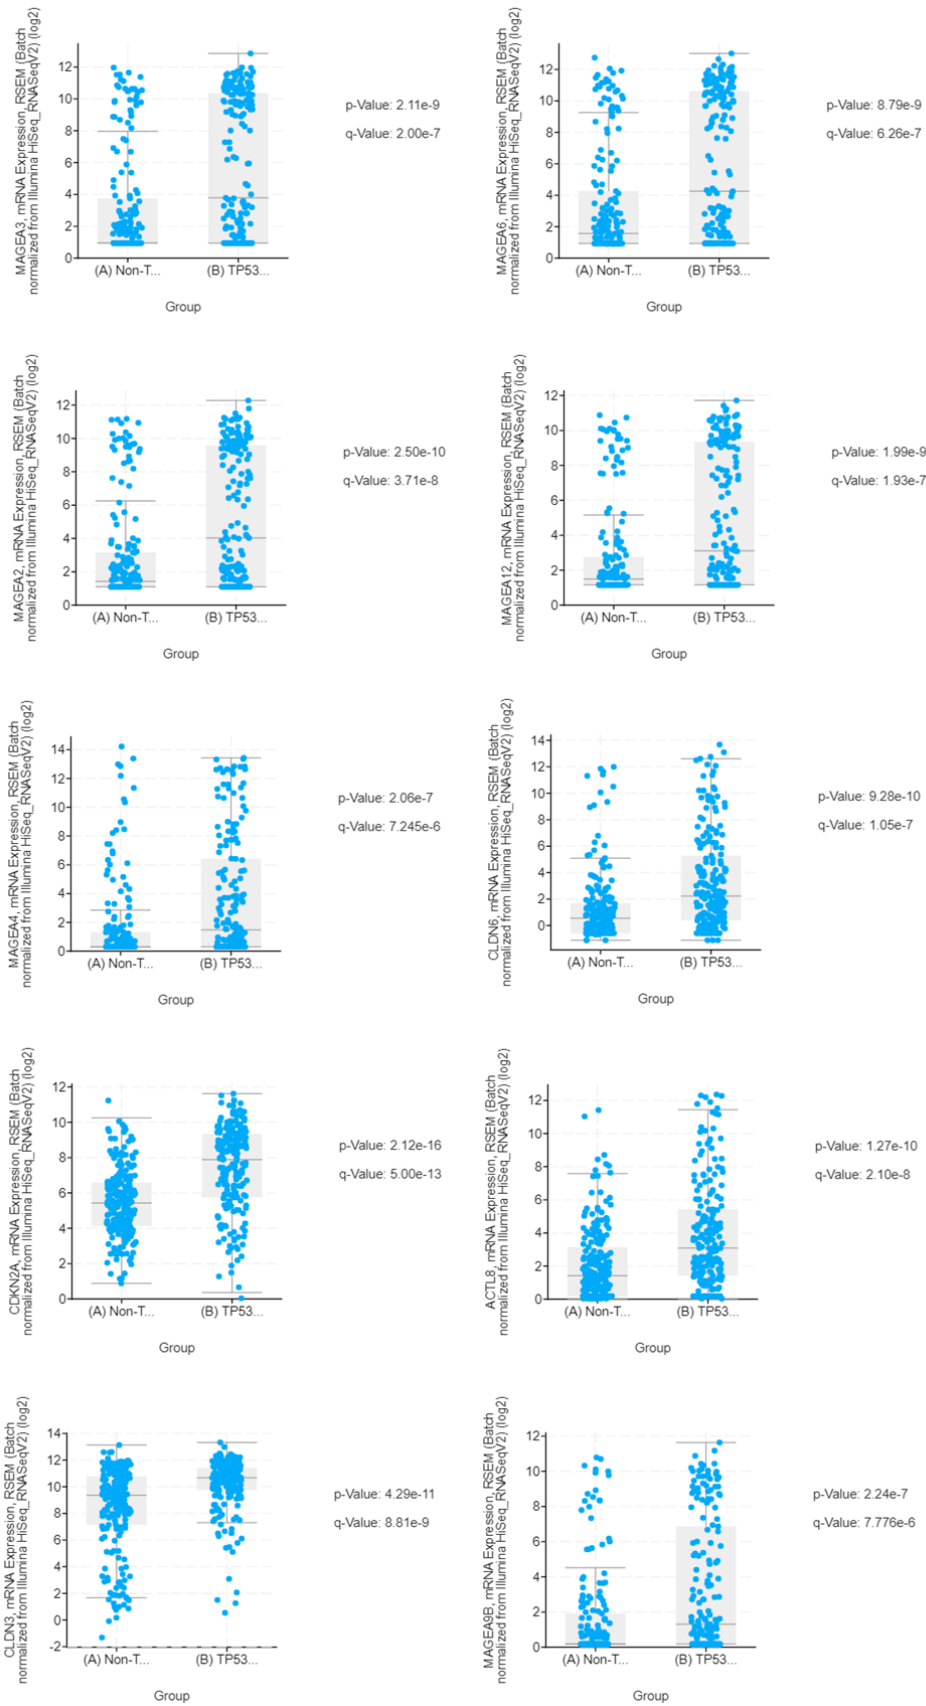 MAGEA3, mRNA Expression, RSEM (Batch
normalized from Illumina HiSeq_RNASeqV2) (log2)
12
10
8
6
4
2
0
(A) Non-T...
(B) TP53...
Group
p-Value: 2.11e-9
q-Value: 2.00e-7
MAGEA6, mRNA Expression, RSEM (Batch
normalized from Illumina HiSeq_RNASeqV2) (log2)
12
10
8
6
4
2
0
(A) Non-T...
(B) TP53...
Group
p-Value: 8.79e-9
q-Value: 6.26e-7
MAGEA2, mRNA Expression, RSEM (Batch
normalized from Illumina HiSeq_RNASeqV2) (log2)
12
10
8
6
4
2
0
(A) Non-T...
(B) TP53...
Group
p-Value: 2.50e-10
q-Value: 3.71e-8
MAGEA12, mRNA Expression, RSEM (Batch
normalized from Illumina HiSeq_RNASeqV2) (log2)
12
10
8
6
4
2
0
(A) Non-T...
(B) TP53...
Group
p-Value: 1.99e-9
q-Value: 1.93e-7
MAGEA4, mRNA Expression, RSEM (Batch
normalized from Illumina HiSeq_RNASeqV2) (log2)
14
12
10
8
6
4
2
0
(A) Non-T...
(B) TP53...
Group
p-Value: 2.06e-7
q-Value: 7.245e-6
CLDN6, mRNA Expression, RSEM (Batch
normalized from Illumina HiSeq_RNASeqV2) (log2)
14
12
10
8
6
4
2
0
(A) Non-T...
(B) TP53...
Group
p-Value: 9.28e-10
q-Value: 1.05e-7
CDKN2A, mRNA Expression, RSEM (Batch
normalized from Illumina HiSeq_RNASeqV2) (log2)
12
10
8
6
4
2
0
(A) Non-T...
(B) TP53...
Group
p-Value: 2.12e-16
q-Value: 5.00e-13
ACTL8, mRNA Expression, RSEM (Batch
normalized from Illumina HiSeq_RNASeqV2) (log2)
12
10
8
6
4
2
0
(A) Non-T...
(B) TP53...
Group
p-Value: 1.27e-10
q-Value: 2.10e-8
CLDN3, mRNA Expression, RSEM (Batch
normalized from Illumina HiSeq_RNASeqV2) (log2)
14
12
10
8
6
4
2
0
-2
(A) Non-T...
(B) TP53...
Group
p-Value: 4.29e-11
q-Value: 8.81e-9
MAGEA9B, mRNA Expression, RSEM (Batch
normalized from Illumina HiSeq_RNASeqV2) (log2)
12
10
8
6
4
2
0
(A) Non-T...
(B) TP53...
Group
p-Value: 2.24e-7
q-Value: 7.776e-6